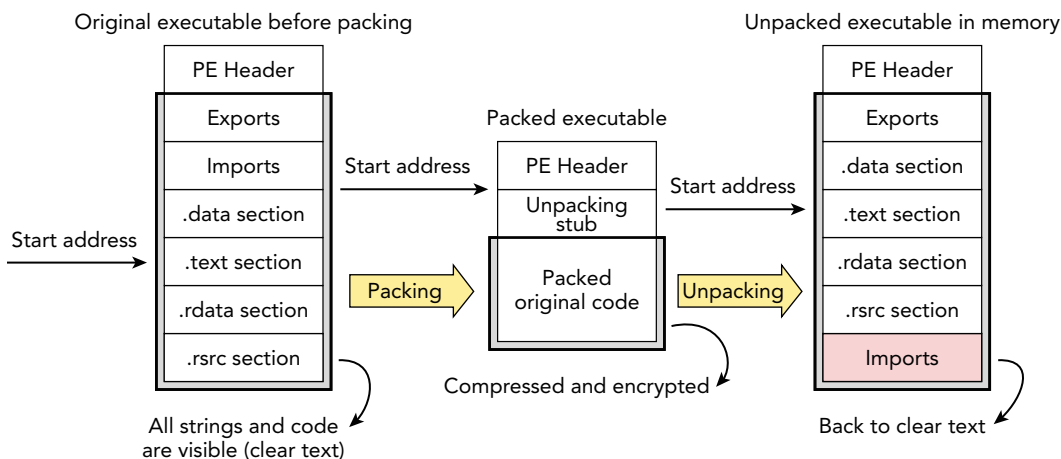 Original executable before packing
PE Header
Exports
Imports
.data section
.text section
.rdata section
.rsrc section
Start address
All strings and code
are visible (clear text)
Packing
Start address
Packed executable
PE Header
Unpacking
stub
Packed
original code
Compressed and encrypted
Unpacking
Start address
Unpacked executable in memory
PE Header
Exports
.data section
.text section
.rdata section
.rsrc section
Imports
Back to clear text